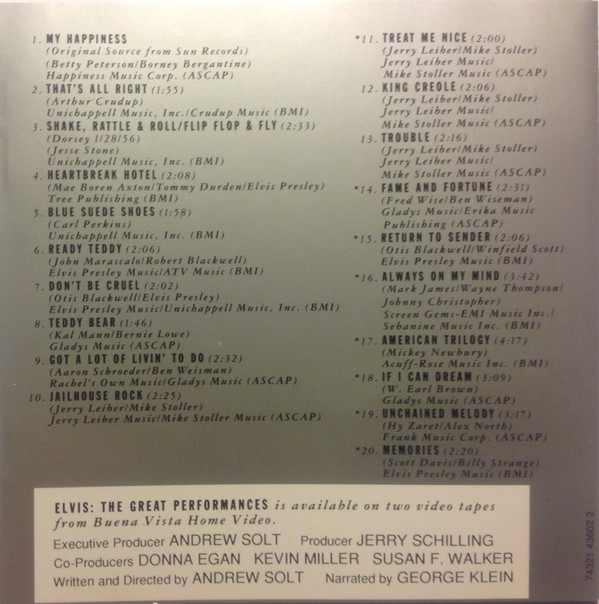 1. MY HAPPINESS
(Original Source from Sun Records)
(Betty Peterson/Borney Bergantine)
Happiness Music Corp. (ASCAP)
2. THAT'S ALL RIGHT (1:55)
(Arthur Crudup)
Unichappell Music, Inc./Crudup Music (BMI)
3. SHAKE, RATTLE & ROLL/FLIP FLOP & FLY (2:33)
(Dorsey 1/28/56)
(Jesse Stone)
Unichappell Music, Inc. (BMI)
4. HEARTBREAK HOTEL (2:08)
(Mae Boren Axton/Tommy Durden/Elvis Presley)
Tree Publishing (BMI)
5. BLUE SUEDE SHOES (1:58)
(Carl Perkins)
Unichappell Music, Inc. (BMI)
6. READY TEDDY (2:06)
(John Marascalo/Robert Blackwell)
Elvis Presley Music/ATV Music (BMI)
7. DON'T BE CRUEL (2:02)
(Otis Blackwell/Elvis Presley)
Elvis Presley Music/Unichappell Music, Inc. (BMI)
8. TEDDY BEAR (1:46)
(Kal Mann/Bernie Lowe)
Gladys Music (ASCAP)
9. GOT A LOT OF LIVIN' TO DO (2:32)
(Aaron Schroeder/Ben Weisman)
Rachel's Own Music/Gladys Music (ASCAP)
10. JAILHOUSE ROCK (2:25)
(Jerry Leiber/Mike Stoller)
Jerry Leiber Music/Mike Stoller Music (ASCAP)
*11. TREAT ME NICE (2:00)
(Jerry Leiber/Mike Stoller)
Jerry Leiber Music/
Mike Stoller Music (ASCAP)
12. KING CREOLE (2:06)
(Jerry Leiber/Mike Stoller)
Jerry Leiber Music/
Mike Stoller Music (ASCAP)
13. TROUBLE (2:16)
(Jerry Leiber/Mike Stoller)
Jerry Leiber Music/
Mike Stoller Music (ASCAP)
*14. FAME AND FORTUNE (2:31)
(Fred Wise/Ben Wiseman)
Gladys Music/Erika Music
Publishing (ASCAP)
*15. RETURN TO SENDER (2:06)
(Otis Blackwell/Winfield Scott)
Elvis Presley Music (BMI)
*16. ALWAYS ON MY MIND (3:42)
(Mark James/Wayne Thompson/
Johnny Christopher)
Screen Gems-EMI Music Inc./
Sebanine Music Inc. (BMI)
*17. AMERICAN TRILOGY (4:17)
(Mickey Newbury)
Acuff-Rose Music Inc. (BMI)
*18. IF I CAN DREAM (3:09)
(W. Earl Brown)
Gladys Music (ASCAP)
*19. UNCHAINED MELODY (3:17)
(Hy Zaret/Alex North)
Frank Music Corp. (ASCAP)
*20. MEMORIES (2:20)
(Scott Davis/Billy Strange)
Elvis Presley Music (BMI)
ELVIS: THE GREAT PERFORMANCES is available on two video tapes
from Buena Vista Home Video.
Executive Producer ANDREW SOLT Producer JERRY SCHILLING
Co-Producers DONNA EGAN KEVIN MILLER SUSAN F. WALKER
Written and Directed by ANDREW SOLT Narrated by GEORGE KLEIN
74321 43602 2